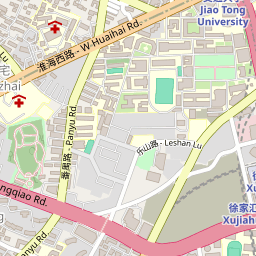 Jiao Tong
University
淮海西路 - W Huaihai Rd.
宅
zhai
番禺路 - Panyu Rd
乐山路 - Leshan Lu
ngqiao Rd.
徐家汇
Xujiah
Panyu R